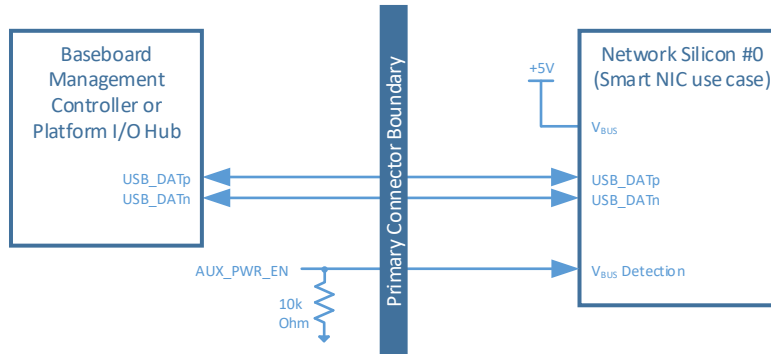 Baseboard
Management
Controller or
Platform I/O Hub
USB_DATp
USB_DATn
AUX_PWR_EN
10k
Ohm
Primary Connector Boundary
Network Silicon #0
(Smart NIC use case)
+5V
VBUS
USB_DATp
USB_DATn
VBUS Detection